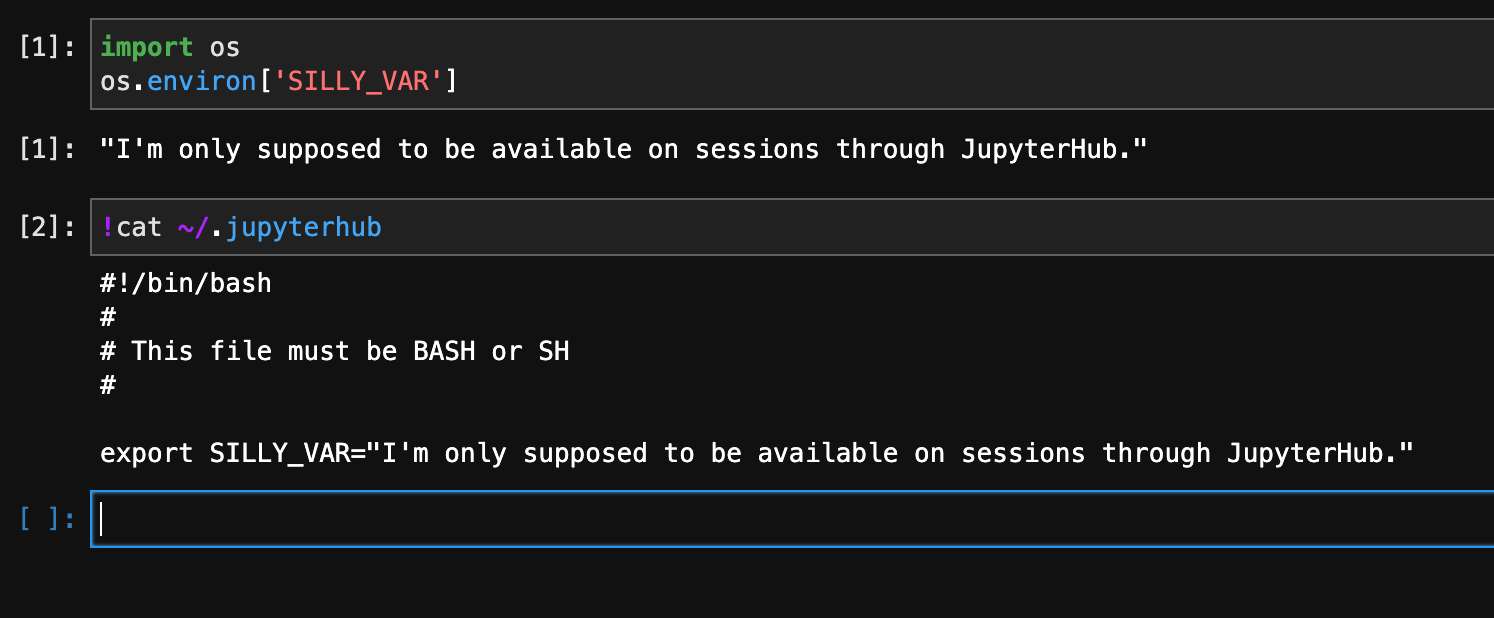 [1]: import os
os.environ['SILLY_VAR']
[1]: "I'm only supposed to be available on sessions through JupyterHub."
[2]: !cat ~/.jupyterhub
#!/bin/bash
#
# This file must be BASH or SH
#
export SILLY_VAR="I'm only supposed to be available on sessions through JupyterHub."
[ ]: